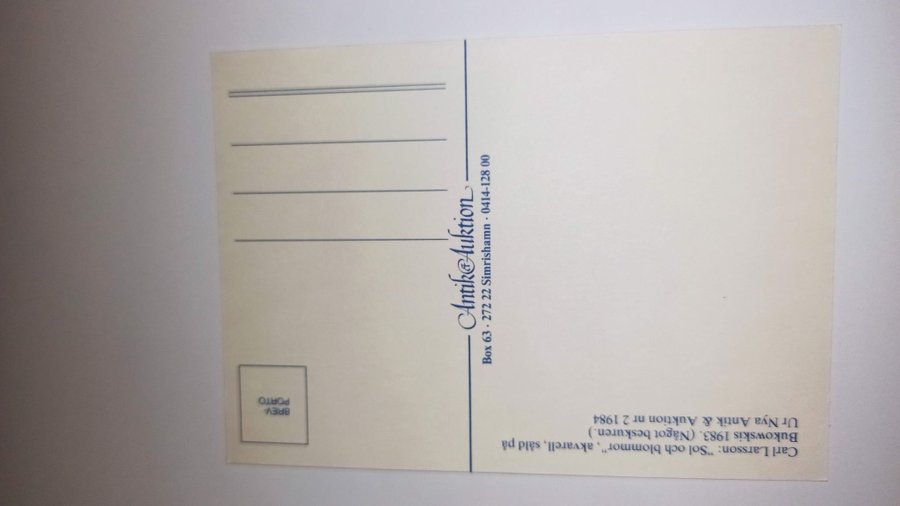 Carl Larsson: "Sol och blommor", akvarell, såld på
Bukowskis 1983. (Något beskuren.)
Ur Nya Antik & Auktion nr 2 1984
Antik & Auktion
Box 63 · 272 22 Simrishamn · 0414-128 00
BREV-
PORTO